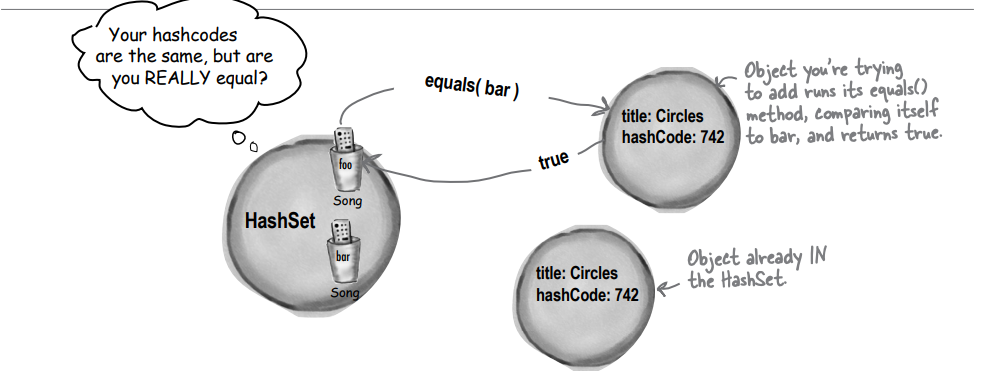 Your hashcodes
are the same, but are
you REALLY equal?
equals( bar )
title: Circles
hashCode: 742
Object you're trying
to add runs its equals()
method, comparing itself
to bar, and returns true.
true
foo
Song
HashSet
bar
Song
title: Circles
hashCode: 742
Object already IN
the HashSet.